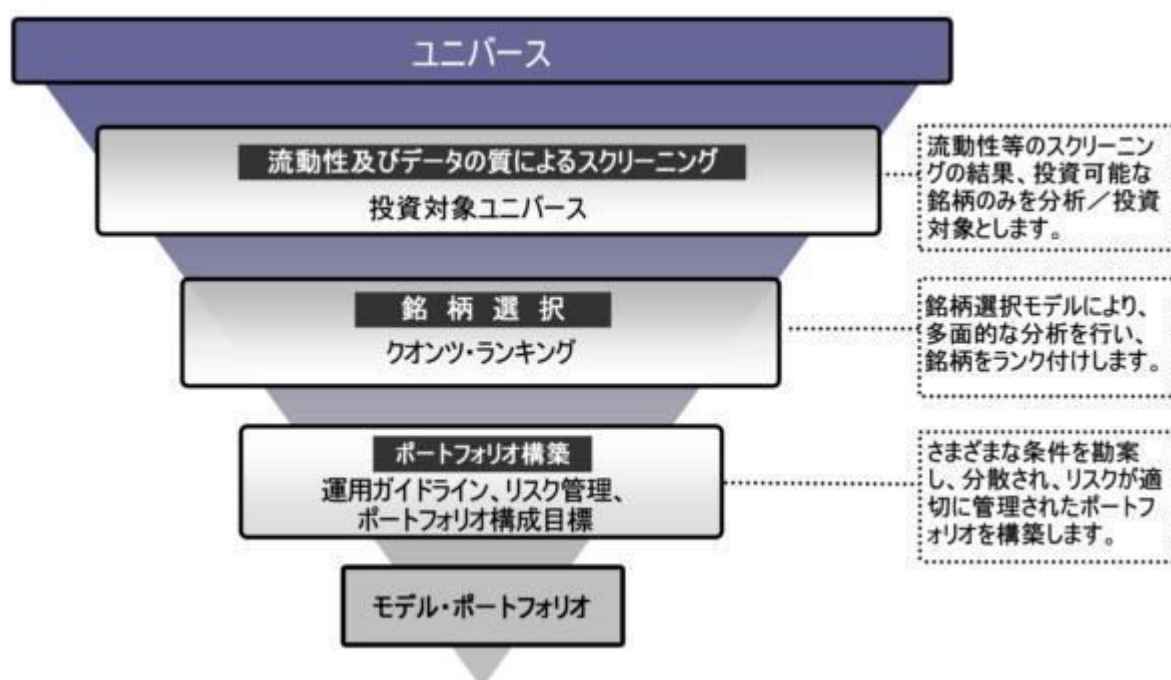 ユニバース
流動性及びデータの質によるスクリーニング
投資対象ユニバース
流動性等のスクリーニン
グの結果、投資可能な
銘柄のみを分析／投資
対象とします。
銘柄選択
クオンツ・ランキング
銘柄選択モデルにより、
多面的な分析を行い、
銘柄をランク付けします。
ポートフォリオ構築
運用ガイドライン、リスク管理、
ポートフォリオ構成目標
さまざまな条件を勘案
し、分散され、リスクが適
切に管理されたポートフ
ォリオを構築します。
モデル・ポートフォリオ